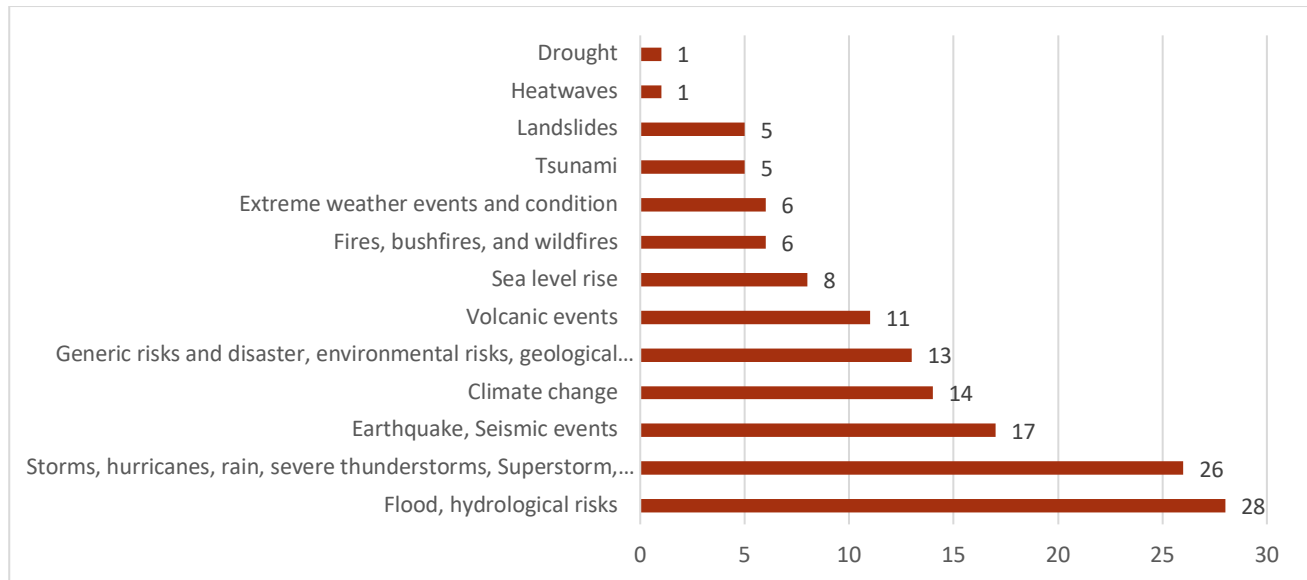 Drought 1
Heatwaves 1
Landslides 5
Tsunami 5
Extreme weather events and condition 6
Fires, bushfires, and wildfires 6
Sea level rise 8
Volcanic events 11
Generic risks and disaster, environmental risks, geological... 13
Climate change 14
Earthquake, Seismic events 17
Storms, hurricanes, rain, severe thunderstorms, Superstorm,... 26
Flood, hydrological risks 28
0 5 10 15 20 25 30